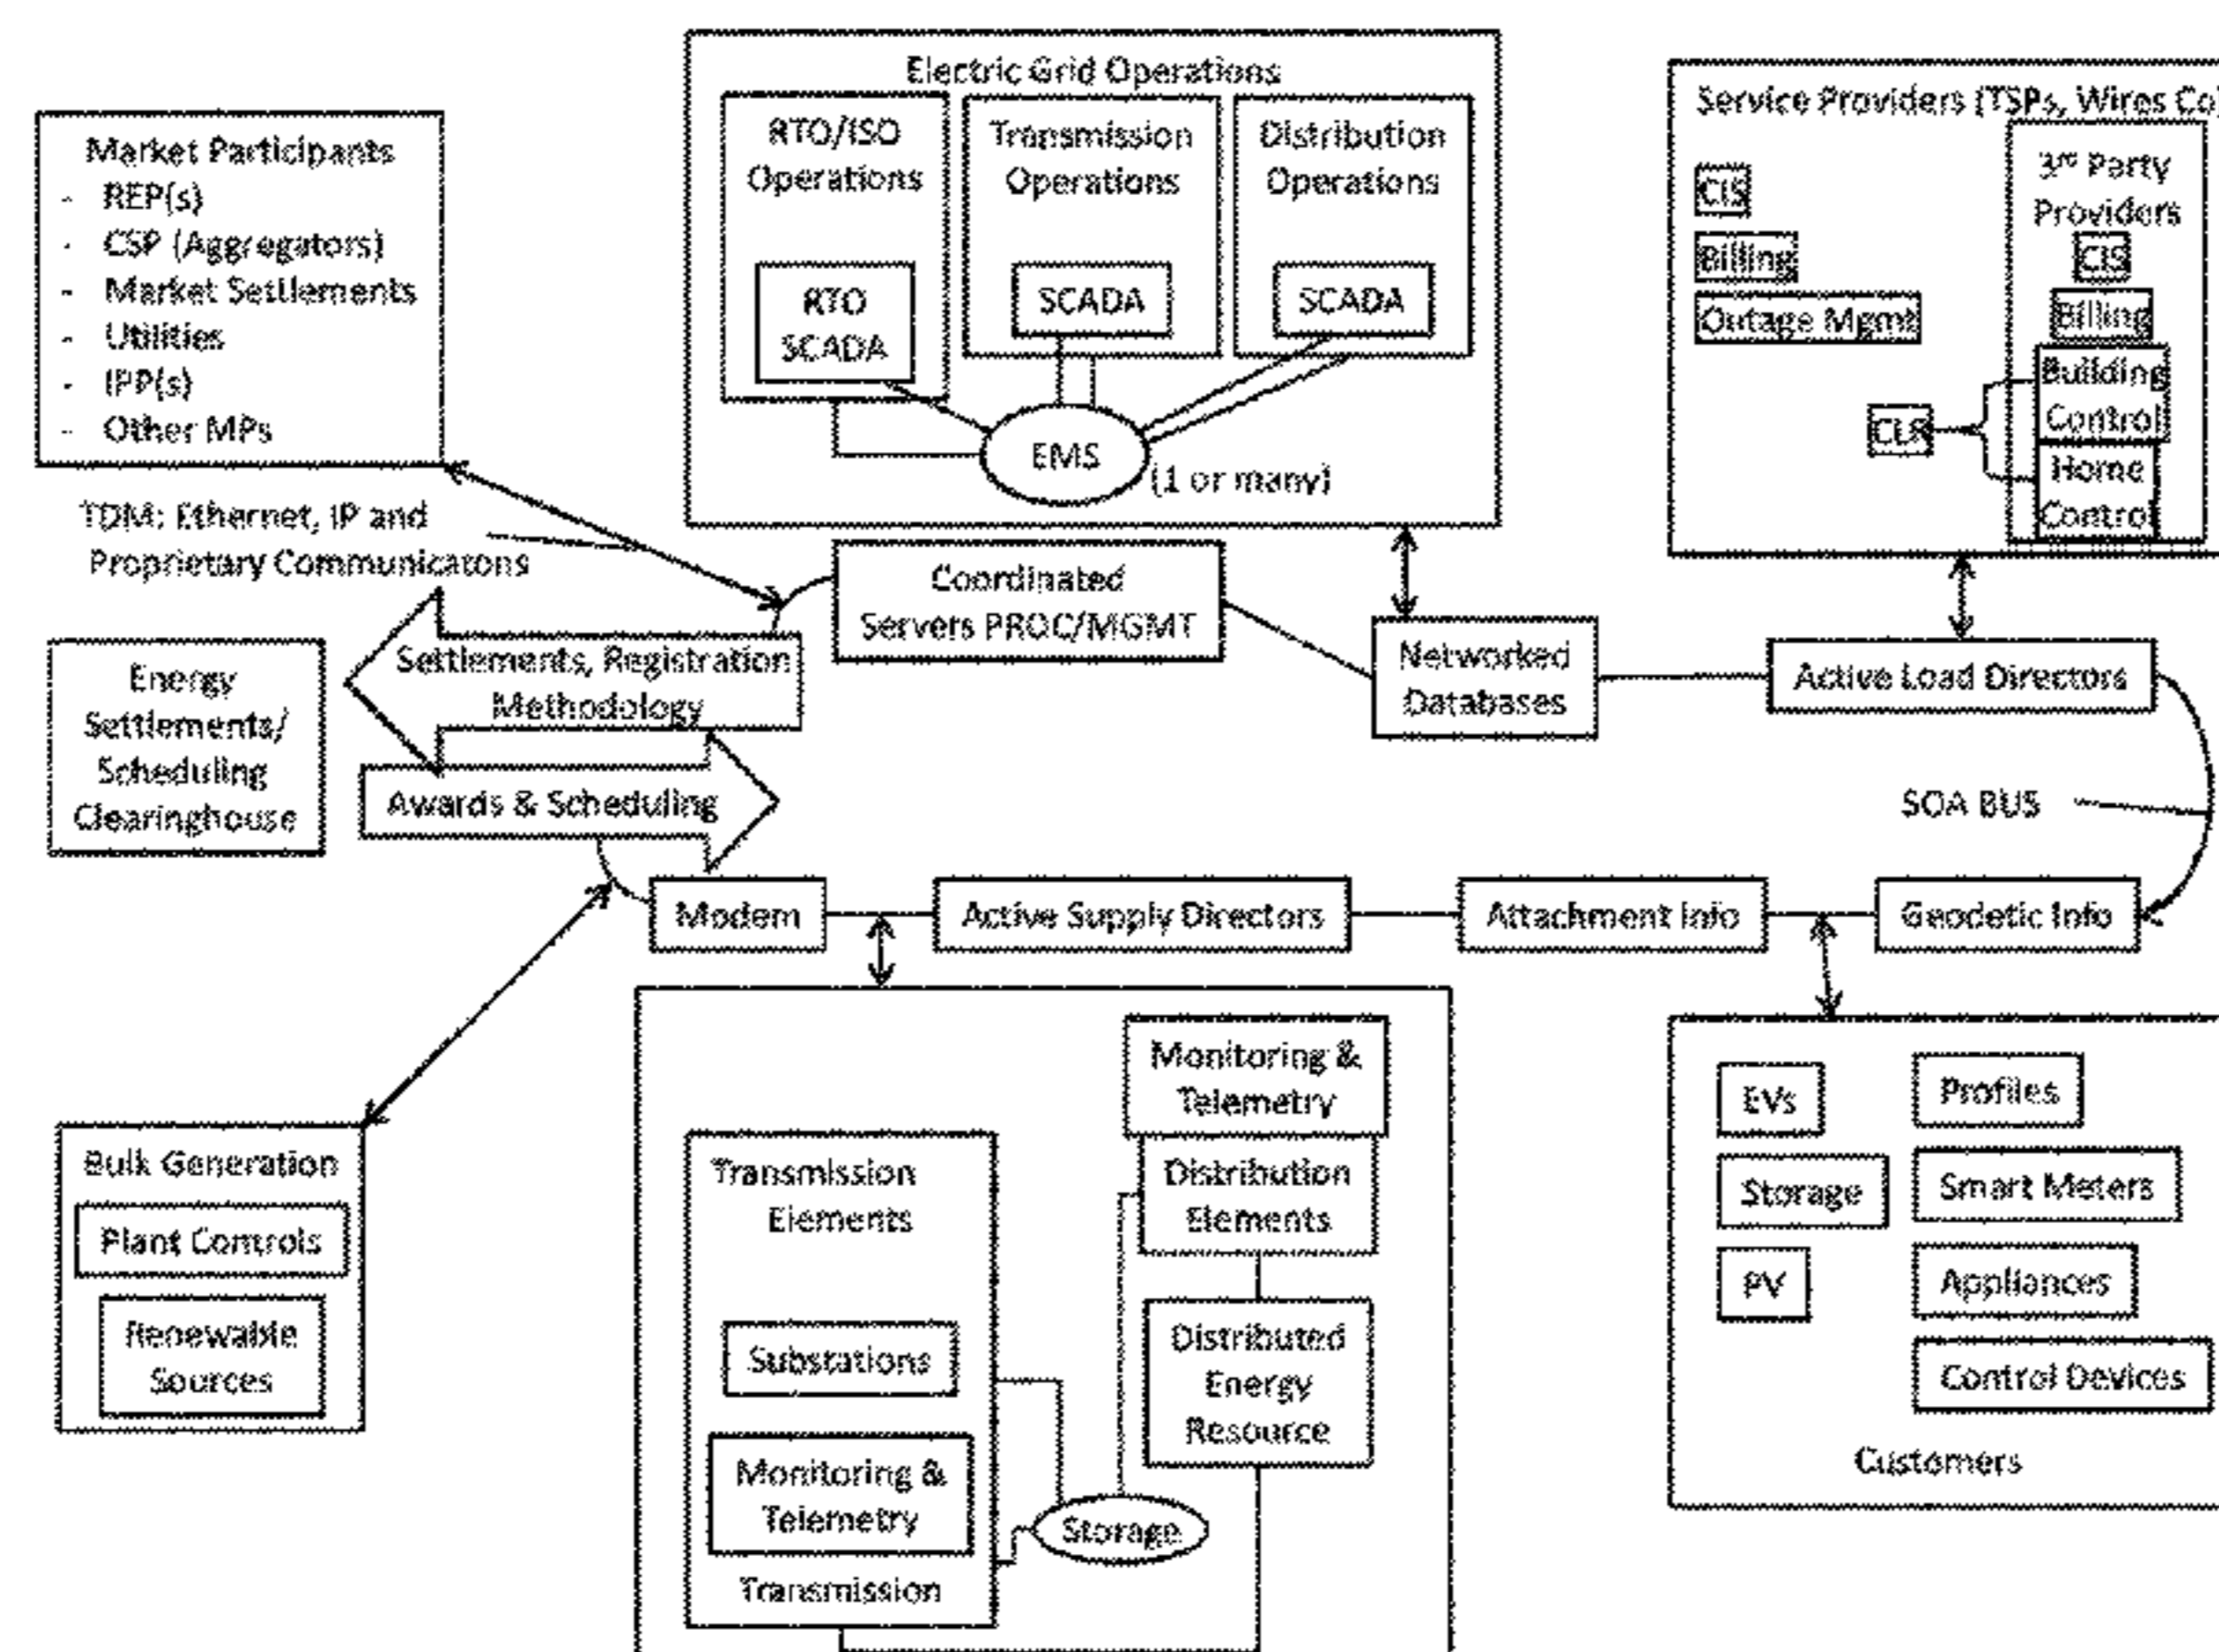 Electric Grid Operations
RTO/ISO
Operations
RTO
SCADA
Transmission
Operations
SCADA
Distribution
Operations
SCADA
EMS
(1 or many)
Market Participants
- REP(s)
- CSP (Aggregators)
- Market Settlements
- Utilities
- IPP(s)
- Other MPs
Service Providers (TSPs, Wires Co)
CIS
Billing
Outage Mgmt
CLR
3rd Party
Providers
CIS
Billing
Building
Control
Home
Control
TDM: Ethernet, IP and
Proprietary Communicatons
Coordinated
Servers PROC/MGMT
Networked
Databases
Active Load Directors
Energy
Settlements/
Scheduling
Clearinghouse
Settlements, Registration
Methodology
Awards & Scheduling
SOA BUS
Modem
Active Supply Directors
Attachment Info
Geodetic Info
Bulk Generation
Plant Controls
Renewable
Sources
Transmission
Elements
Substations
Monitoring &
Telemetry
Transmission
Monitoring &
Telemetry
Distribution
Elements
Distributed
Energy
Resource
Storage
EVs
Storage
PV
Profiles
Smart Meters
Appliances
Control Devices
Customers